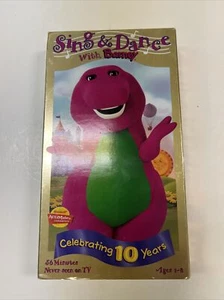 Sing & Dance
With Barney
Celebrating 10 Years
56 Minutes
Never seen on TV
Ages 1-8